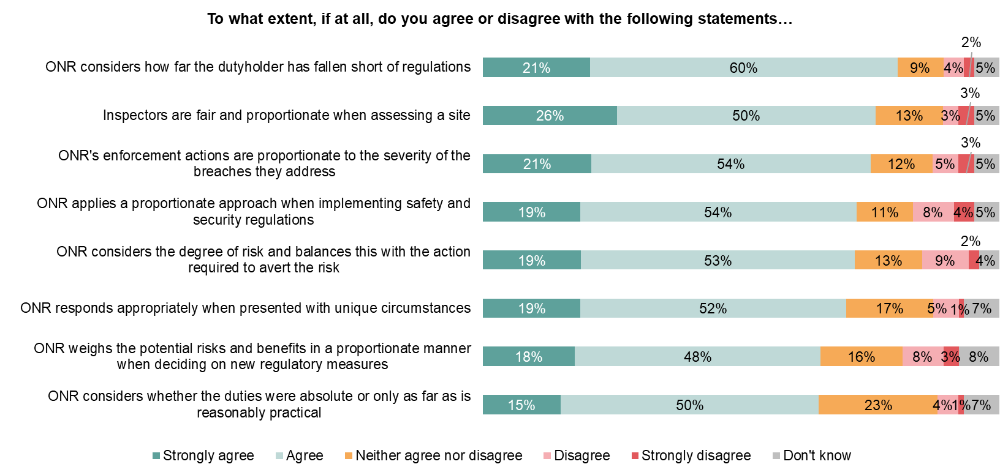 To what extent, if at all, do you agree or disagree with the following statements…
2%
ONR considers how far the dutyholder has fallen short of regulations
21% 60% 9% 4% 5%
3%
Inspectors are fair and proportionate when assessing a site
26% 50% 13% 3% 5%
3%
ONR's enforcement actions are proportionate to the severity of the
breaches they address
21% 54% 12% 5% 5%
ONR applies a proportionate approach when implementing safety and
security regulations
19% 54% 11% 8% 4% 5%
2%
ONR considers the degree of risk and balances this with the action
required to avert the risk
19% 53% 13% 9% 4%
ONR responds appropriately when presented with unique circumstances
19% 52% 17% 5% 1% 7%
ONR weighs the potential risks and benefits in a proportionate manner
when deciding on new regulatory measures
18% 48% 16% 8% 3% 8%
ONR considers whether the duties were absolute or only as far as is
reasonably practical
15% 50% 23% 4% 1% 7%
Strongly agree Agree Neither agree nor disagree Disagree Strongly disagree Don't know